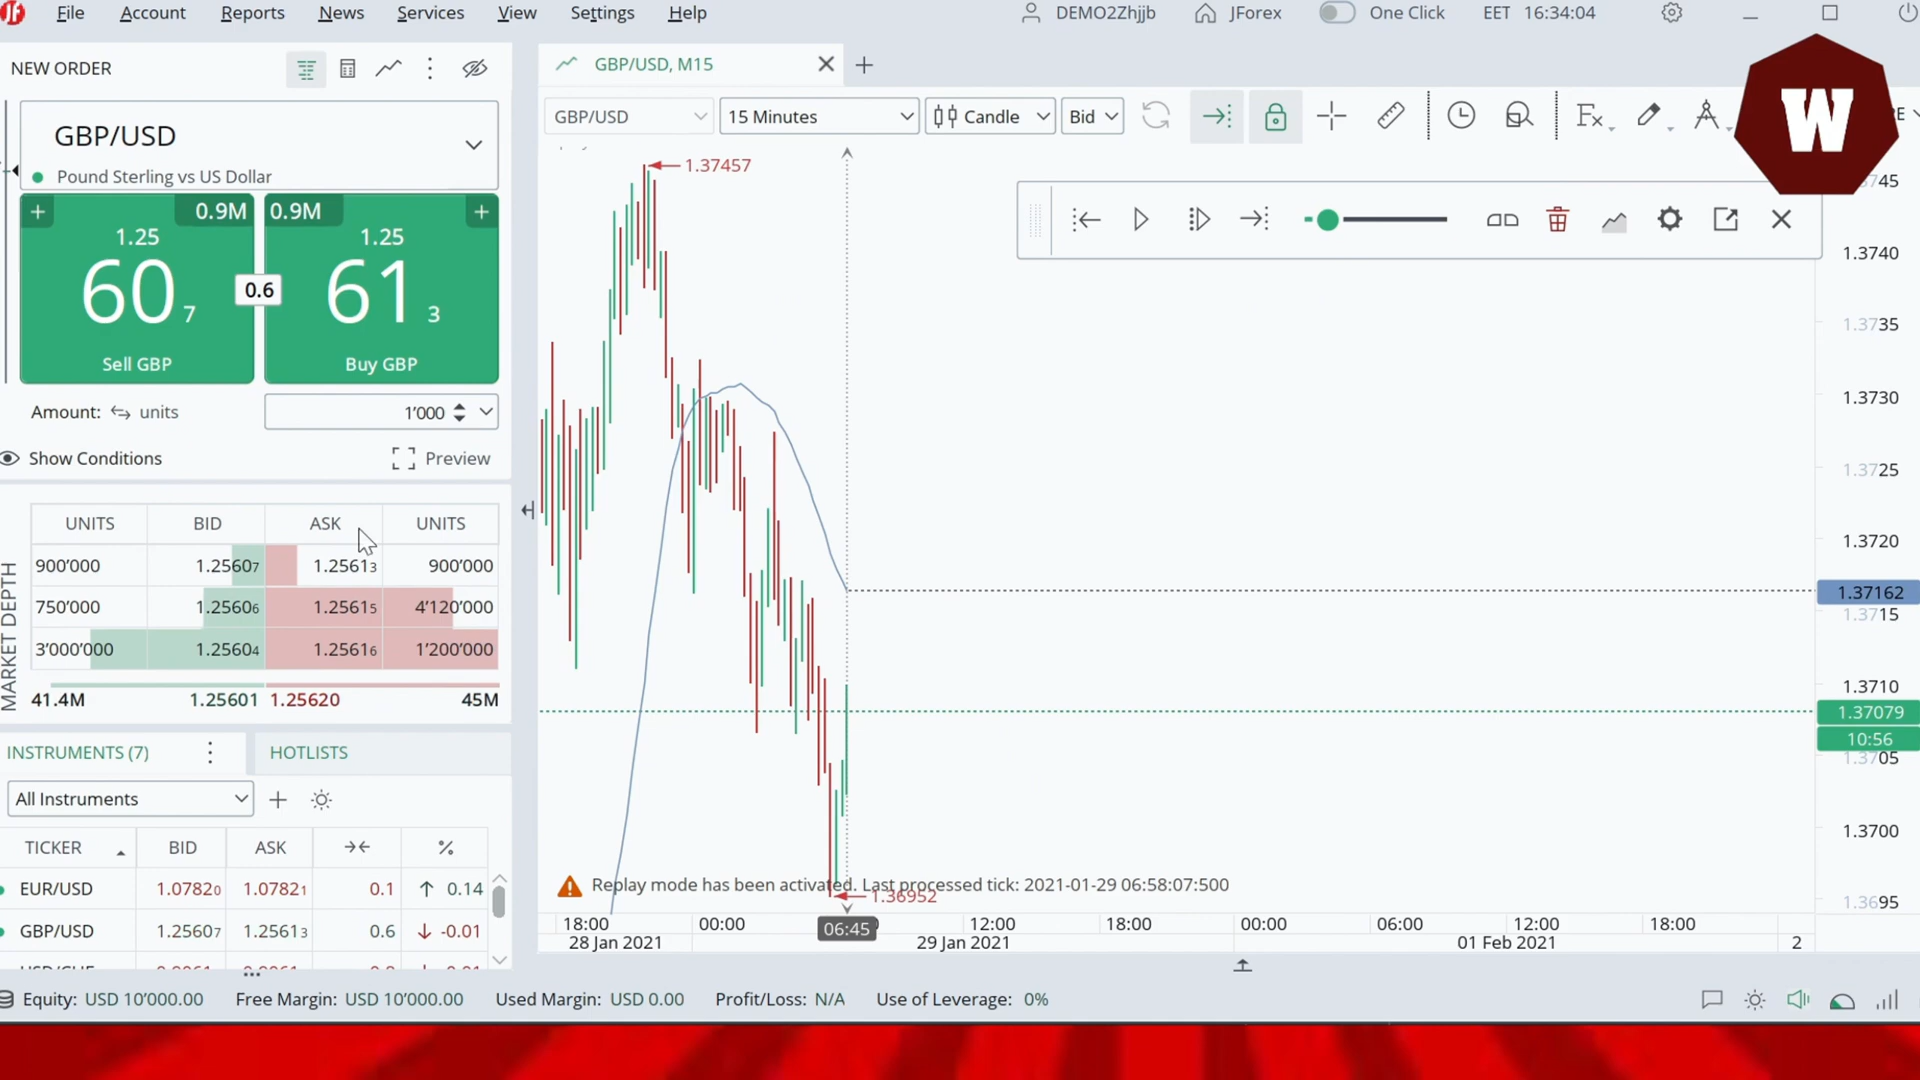 File Account Reports News Services View Settings Help DEMO2Zhjjb JForex One Click EET 16:34:04
NEW ORDER
GBP/USD, M15
GBP/USD
Pound Sterling vs US Dollar
0.9M 0.9M
1.25 1.25
60 7 0.6 61 3
Sell GBP Buy GBP
Amount: units 1'000
Show Conditions Preview
UNITS BID ASK UNITS
900'000 1.25607 1.25613 900'000
750'000 1.25606 1.25615 4'120'000
3'000'000 1.25604 1.25616 1'200'000
41.4M 1.25601 1.25620 45M
MARKET DEPTH
INSTRUMENTS (7) HOTLISTS
All Instruments
TICKER BID ASK %
EUR/USD 1.07820 1.07821 0.1 0.14
GBP/USD 1.25607 1.25613 0.6 -0.01
GBP/USD 15 Minutes Candle Bid Fx
W
1.37457
1.3740
1.3735
1.3730
1.3725
1.3720
1.37162
1.3715
1.3710
1.37079
10:56
1.3705
1.3700
1.3695
Replay mode has been activated. Last processed tick: 2021-01-29 06:58:07:500
1.36952
18:00 00:00 06:45 12:00 18:00 00:00 06:00 12:00 18:00
28 Jan 2021 29 Jan 2021 01 Feb 2021 2
Equity: USD 10'000.00 Free Margin: USD 10'000.00 Used Margin: USD 0.00 Profit/Loss: N/A Use of Leverage: 0%